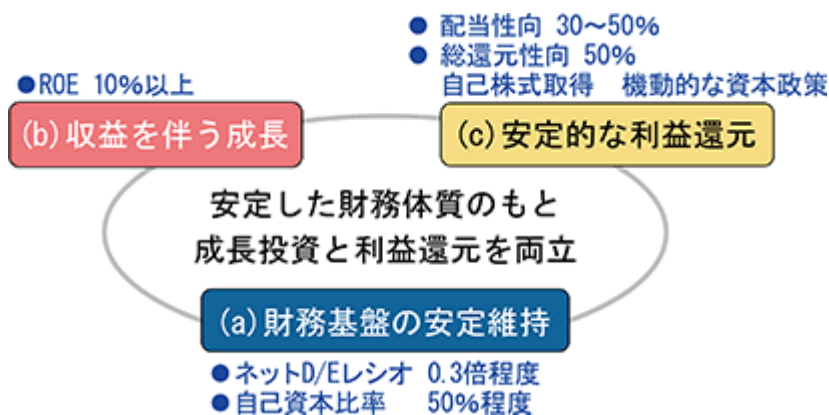 ● 配当性向 30～50%
● 総還元性向 50%
自己株式取得 機動的な資本政策
●ROE 10%以上
(b)収益を伴う成長
(c)安定的な利益還元
安定した財務体質のもと
成長投資と利益還元を両立
(a)財務基盤の安定維持
●ネットD/Eレシオ 0.3倍程度
●自己資本比率 50%程度